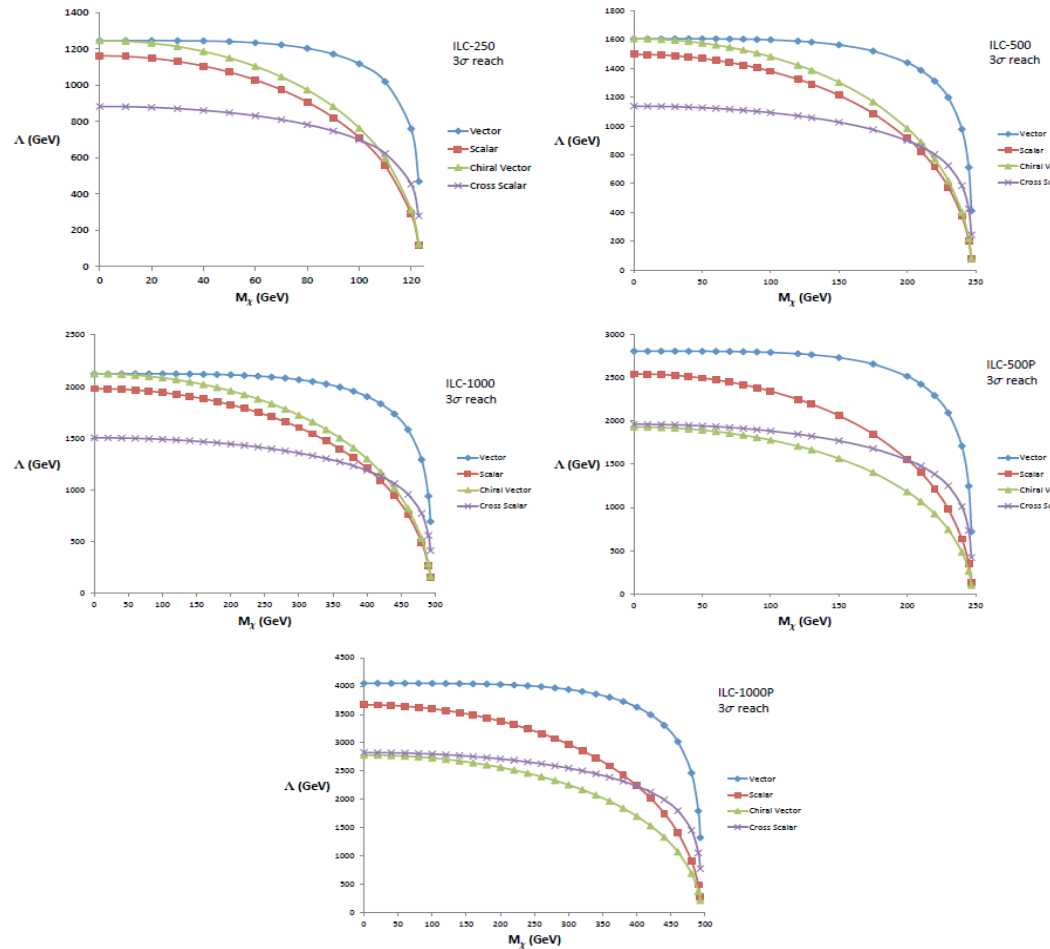 ILC-250
3σ reach
1400
1200
1000
800
600
400
200
0
Λ (GeV)
0 20 40 60 80 100 120
Mχ (GeV)
Vector
Scalar
Chiral Vector
Cross Scalar
ILC-500
3σ reach
1800
1600
1400
1200
1000
800
600
400
200
0
Λ (GeV)
0 50 100 150 200 250
Mχ (GeV)
Vector
Scalar
Chiral V
Cross Sc
ILC-1000
3σ reach
2500
2000
1500
1000
500
0
Λ (GeV)
0 50 100 150 200 250 300 350 400 450 500
Mχ (GeV)
Vector
Scalar
Chiral Vector
Cross Scalar
ILC-500P
3σ reach
3000
2500
2000
1500
1000
500
0
Λ (GeV)
0 50 100 150 200 250
Mχ (GeV)
Vector
Scalar
Chiral V
Cross Sc
ILC-1000P
3σ reach
4500
4000
3500
3000
2500
2000
1500
1000
500
0
Λ (GeV)
0 50 100 150 200 250 300 350 400 450 500
Mχ (GeV)
Vector
Scalar
Chiral Vector
Cross Scalar